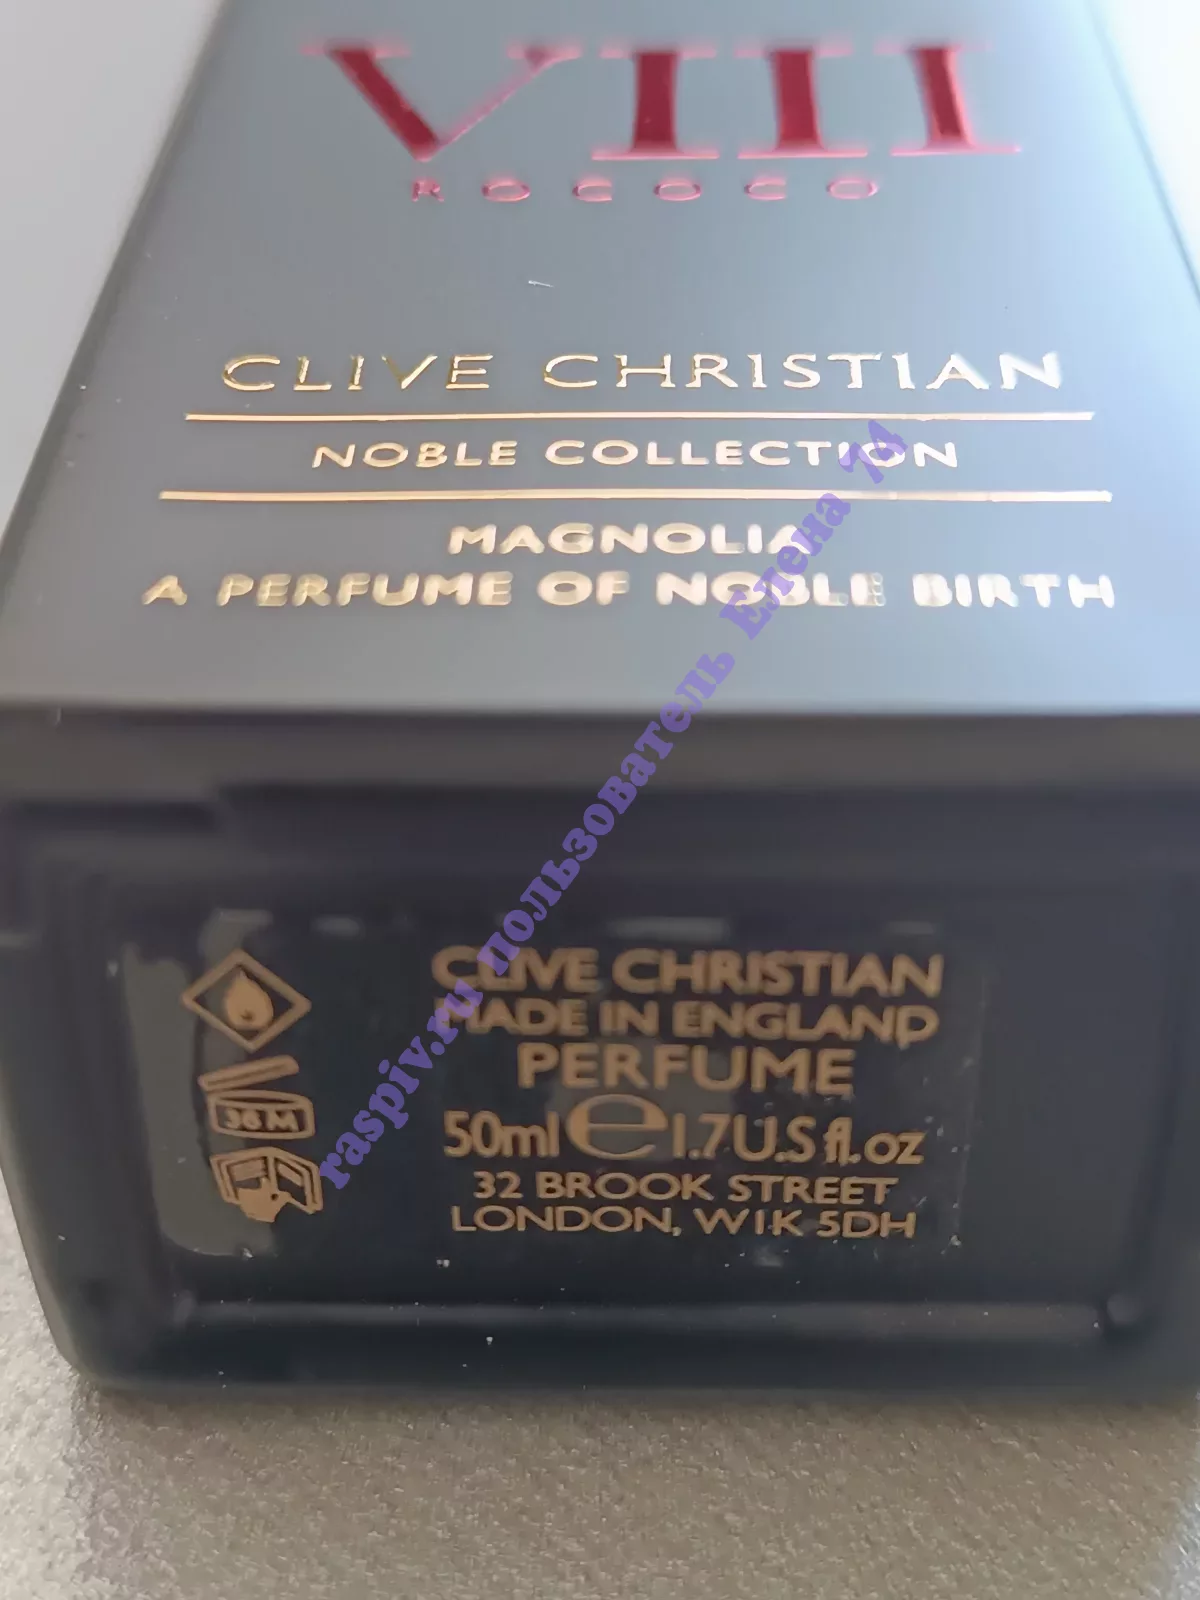 VIII
ROCOCO
CLIVE CHRISTIAN
NOBLE COLLECTION
MAGNOLIA
A PERFUME OF NOBLE BIRTH
raspiv.ru пользователь Елена 74
CLIVE CHRISTIAN
MADE IN ENGLAND
PERFUME
50ml e 1.7U.S fl.oz
32 BROOK STREET
LONDON, W1K 5DH
36 M